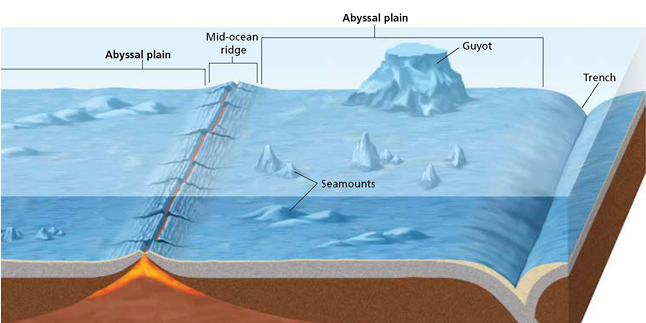 Abyssal plain
Mid-ocean
ridge
Abyssal plain
Guyot
Trench
Seamounts